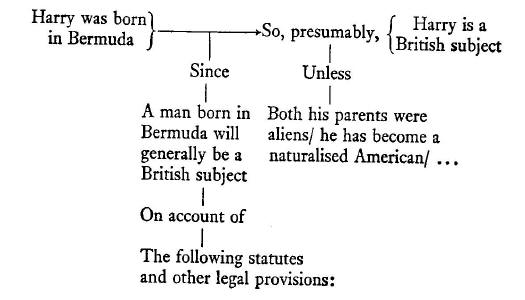 Harry was born
in Bermuda
So, presumably,
Harry is a
British subject
Since
Unless
A man born in
Bermuda will
generally be a
British subject
Both his parents were
aliens/ he has become a
naturalised American/ ...
On account of
The following statutes
and other legal provisions: